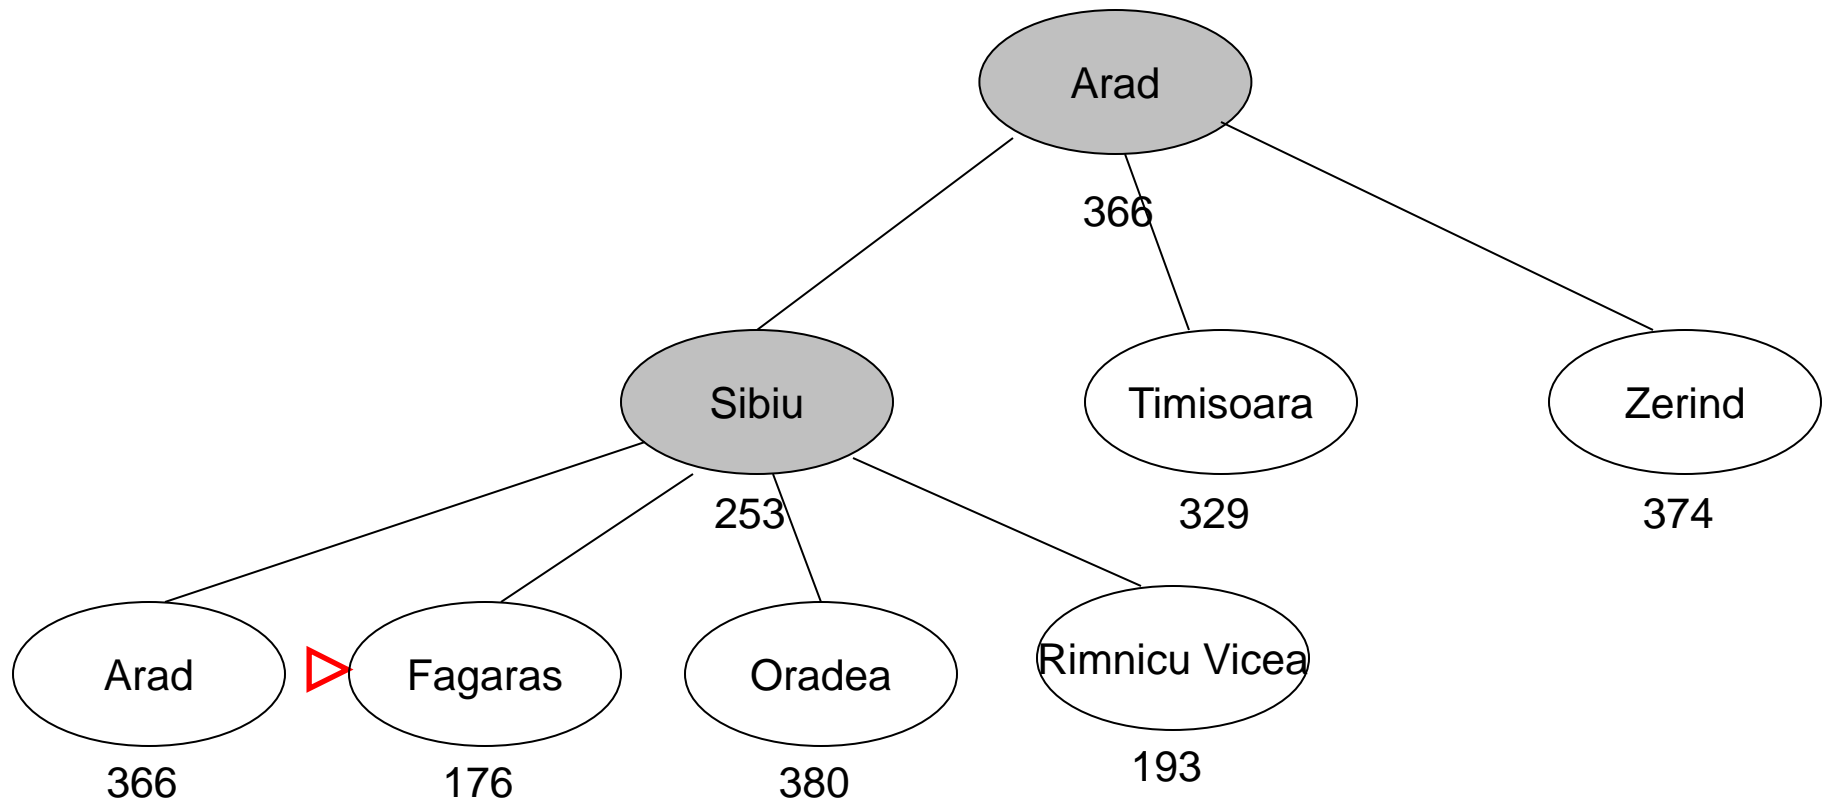 Arad
366
Sibiu
Timisoara
Zerind
253
329
374
Arad
Fagaras
Oradea
Rimnicu Vicea
366
176
380
193